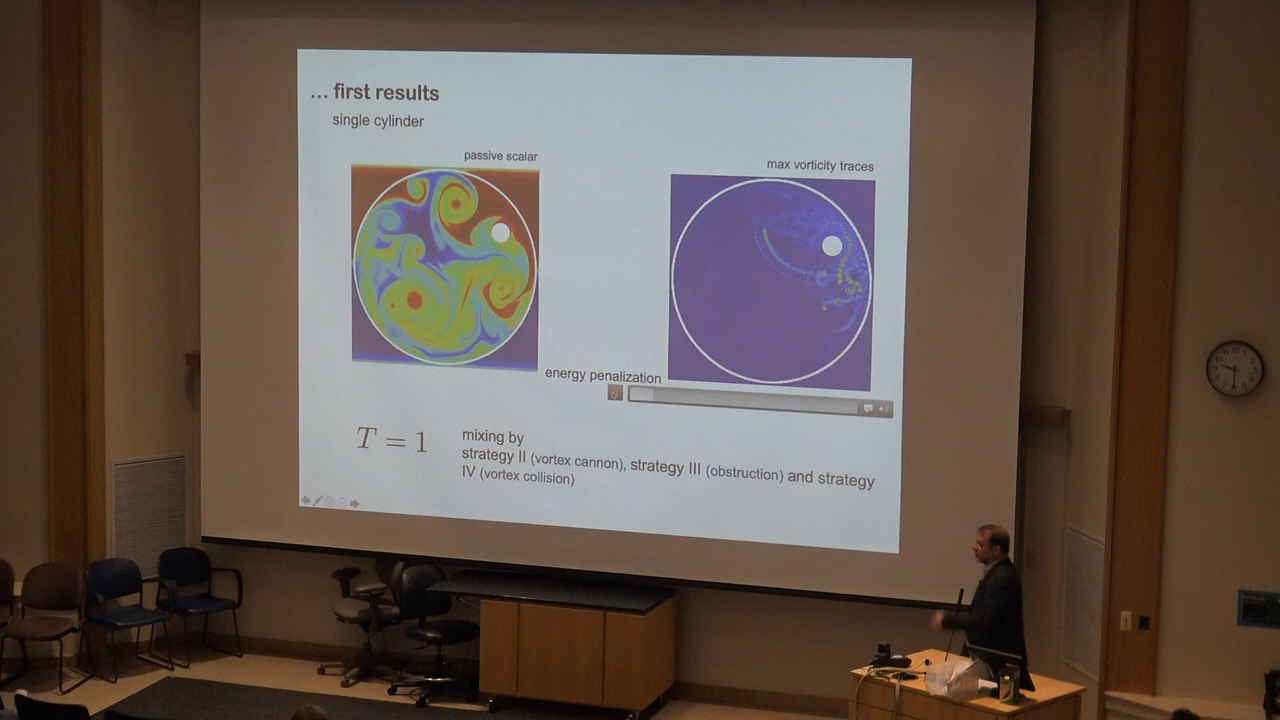 ... first results
single cylinder
passive scalar
max vorticity traces
energy penalization
T = 1
mixing by
strategy II (vortex cannon), strategy III (obstruction) and strategy
IV (vortex collision)